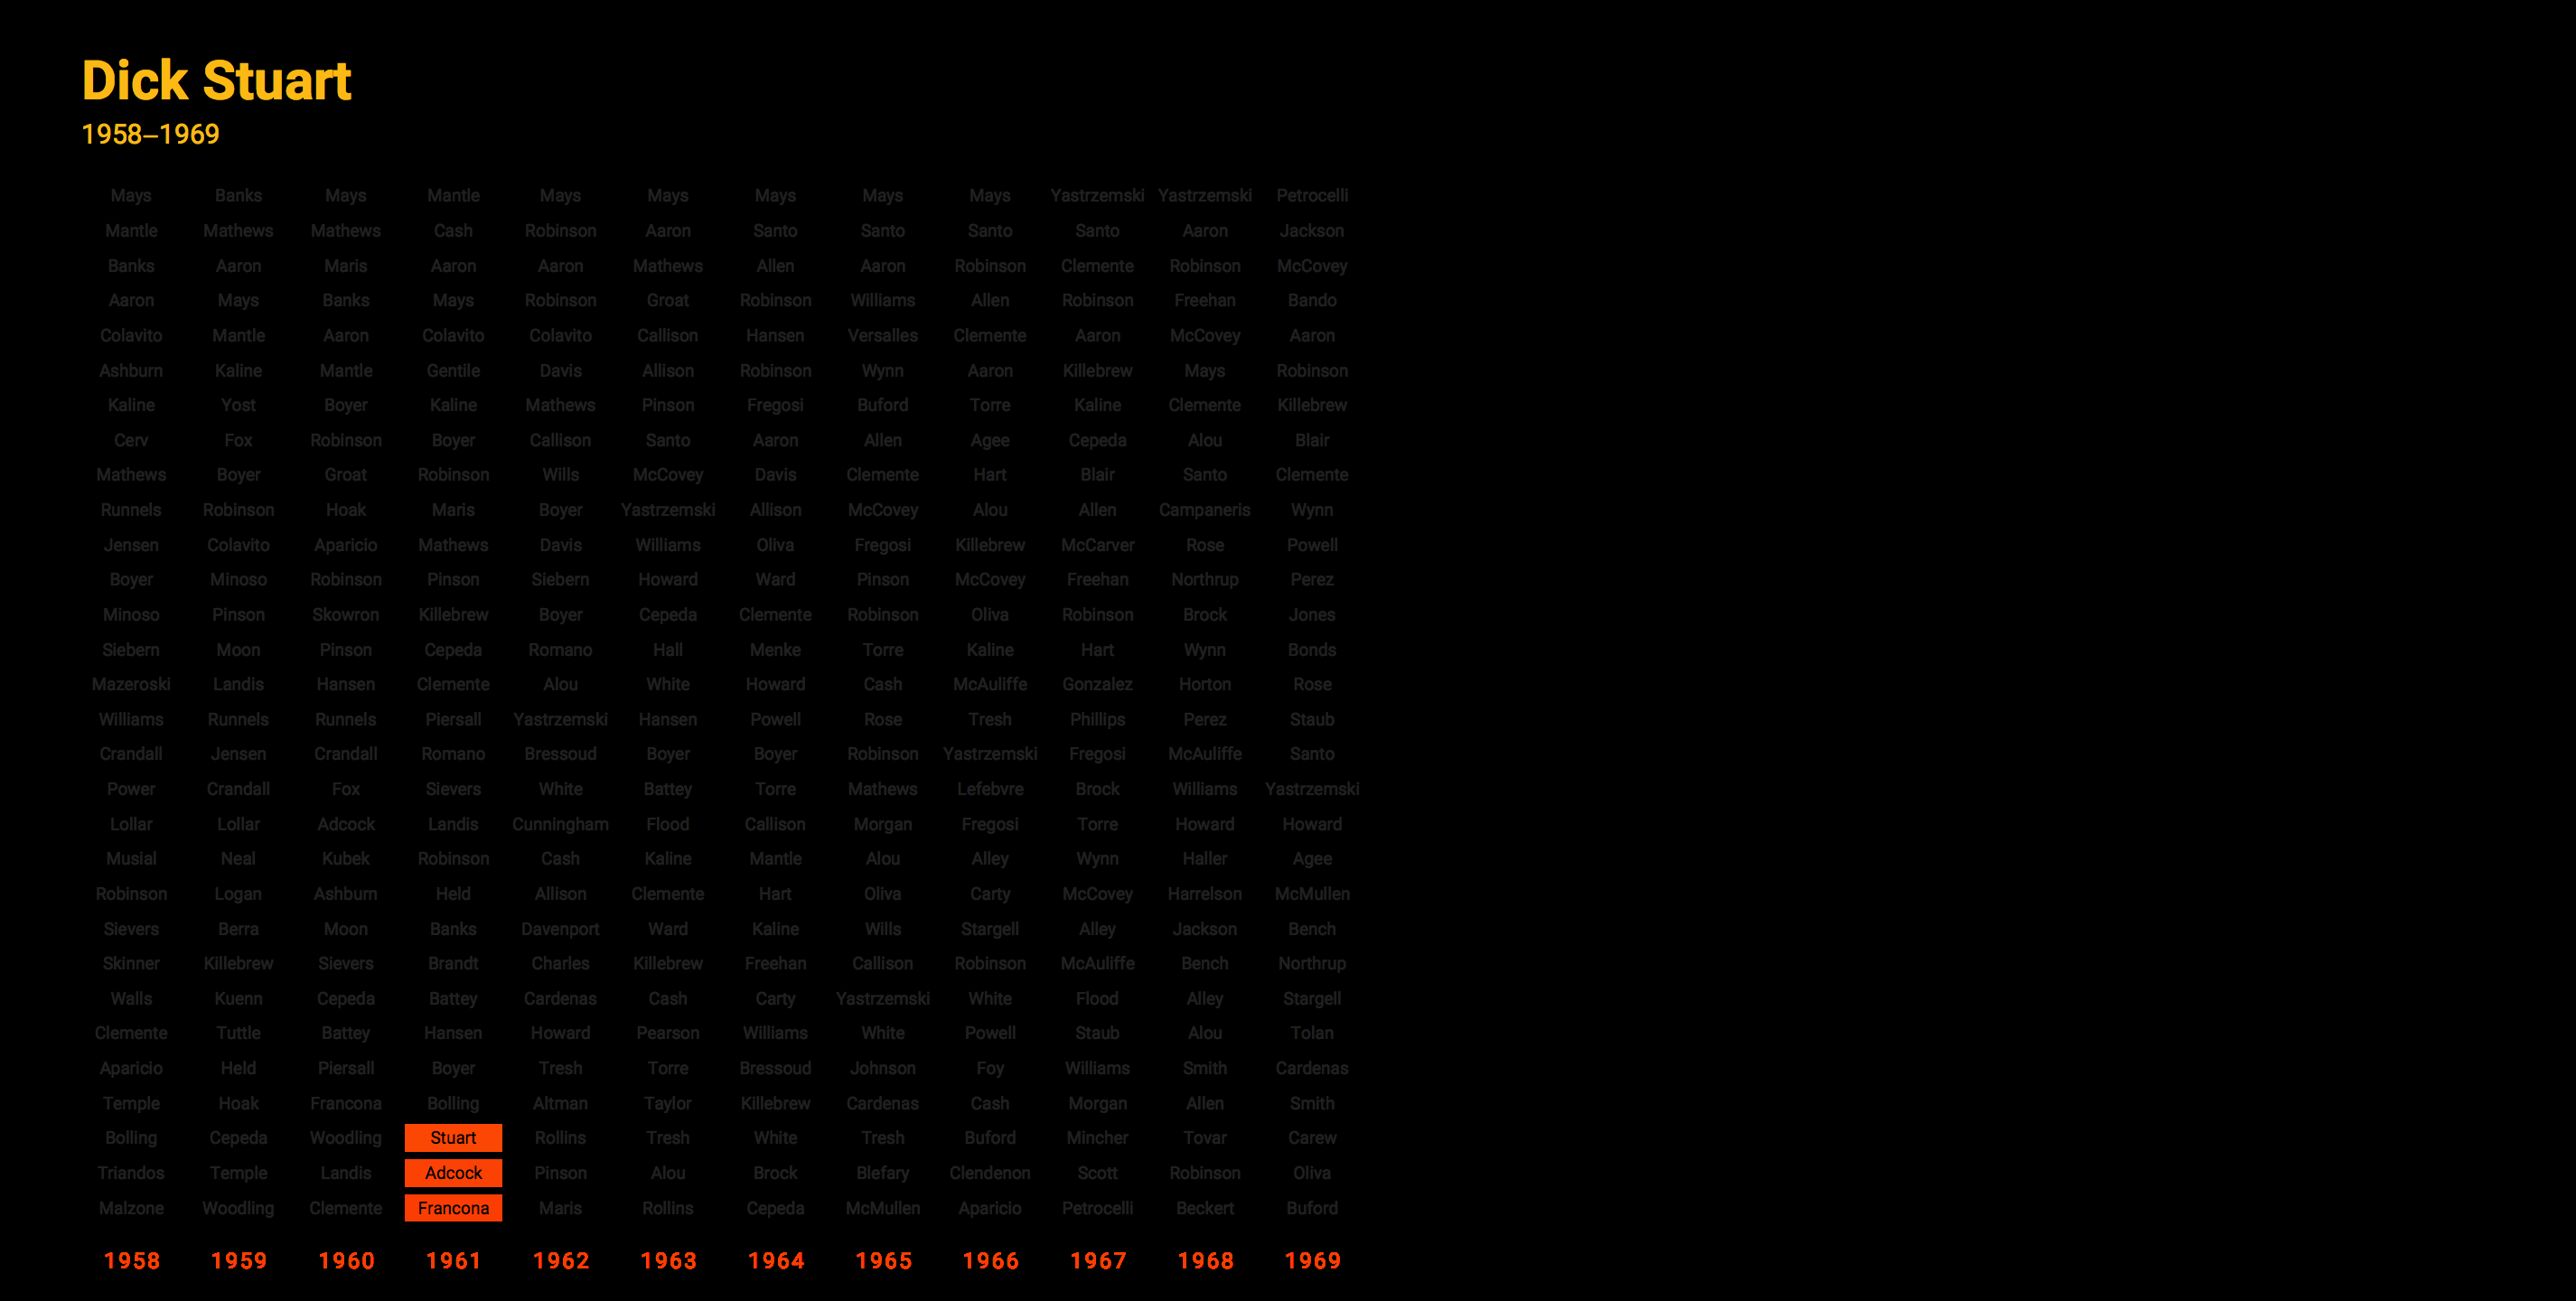 Dick Stuart
1958–1969
Mays Banks Mays Mantle Mays Mays Mays Mays Mays Yastrzemski Yastrzemski Petrocelli
Mantle Mathews Mathews Cash Robinson Aaron Santo Santo Santo Santo Aaron Jackson
Banks Aaron Maris Aaron Aaron Mathews Allen Aaron Robinson Clemente Robinson McCovey
Aaron Mays Banks Mays Robinson Groat Robinson Williams Allen Robinson Freehan Bando
Colavito Mantle Aaron Colavito Colavito Callison Hansen Versalles Clemente Aaron McCovey Aaron
Ashburn Kaline Mantle Gentile Davis Allison Robinson Wynn Aaron Killebrew Mays Robinson
Kaline Yost Boyer Kaline Mathews Pinson Fregosi Buford Torre Kaline Clemente Killebrew
Cerv Fox Robinson Boyer Callison Santo Aaron Allen Agee Cepeda Alou Blair
Mathews Boyer Groat Robinson Wills McCovey Davis Clemente Hart Blair Santo Clemente
Runnels Robinson Hoak Maris Boyer Yastrzemski Allison McCovey Alou Allen Campaneris Wynn
Jensen Colavito Aparicio Mathews Davis Williams Oliva Fregosi Killebrew McCarver Rose Powell
Boyer Minoso Robinson Pinson Siebern Howard Ward Pinson McCovey Freehan Northrup Perez
Minoso Pinson Skowron Killebrew Boyer Cepeda Clemente Robinson Oliva Robinson Brock Jones
Siebern Moon Pinson Cepeda Romano Hall Menke Torre Kaline Hart Wynn Bonds
Mazeroski Landis Hansen Clemente Alou White Howard Cash McAuliffe Gonzalez Horton Rose
Williams Runnels Runnels Piersall Yastrzemski Hansen Powell Rose Tresh Phillips Perez Staub
Crandall Jensen Crandall Romano Bressoud Boyer Boyer Robinson Yastrzemski Fregosi McAuliffe Santo
Power Crandall Fox Sievers White Battey Torre Mathews Lefebvre Brock Williams Yastrzemski
Lollar Lollar Adcock Landis Cunningham Flood Callison Morgan Fregosi Torre Howard Howard
Musial Neal Kubek Robinson Cash Kaline Mantle Alou Alley Wynn Haller Agee
Robinson Logan Ashburn Held Allison Clemente Hart Oliva Carty McCovey Harrelson McMullen
Sievers Berra Moon Banks Davenport Ward Kaline Wills Stargell Alley Jackson Bench
Skinner Killebrew Sievers Brandt Charles Killebrew Freehan Callison Robinson McAuliffe Bench Northrup
Walls Kuenn Cepeda Battey Cardenas Cash Carty Yastrzemski White Flood Alley Stargell
Clemente Tuttle Battey Hansen Howard Pearson Williams White Powell Staub Alou Tolan
Aparicio Held Piersall Boyer Tresh Torre Bressoud Johnson Foy Williams Smith Cardenas
Temple Hoak Francona Bolling Altman Taylor Killebrew Cardenas Cash Morgan Allen Smith
Bolling Cepeda Woodling Stuart Rollins Tresh White Tresh Buford Mincher Tovar Carew
Triandos Temple Landis Adcock Pinson Alou Brock Blefary Clendenon Scott Robinson Oliva
Malzone Woodling Clemente Francona Maris Rollins Cepeda McMullen Aparicio Petrocelli Beckert Buford
1958 1959 1960 1961 1962 1963 1964 1965 1966 1967 1968 1969